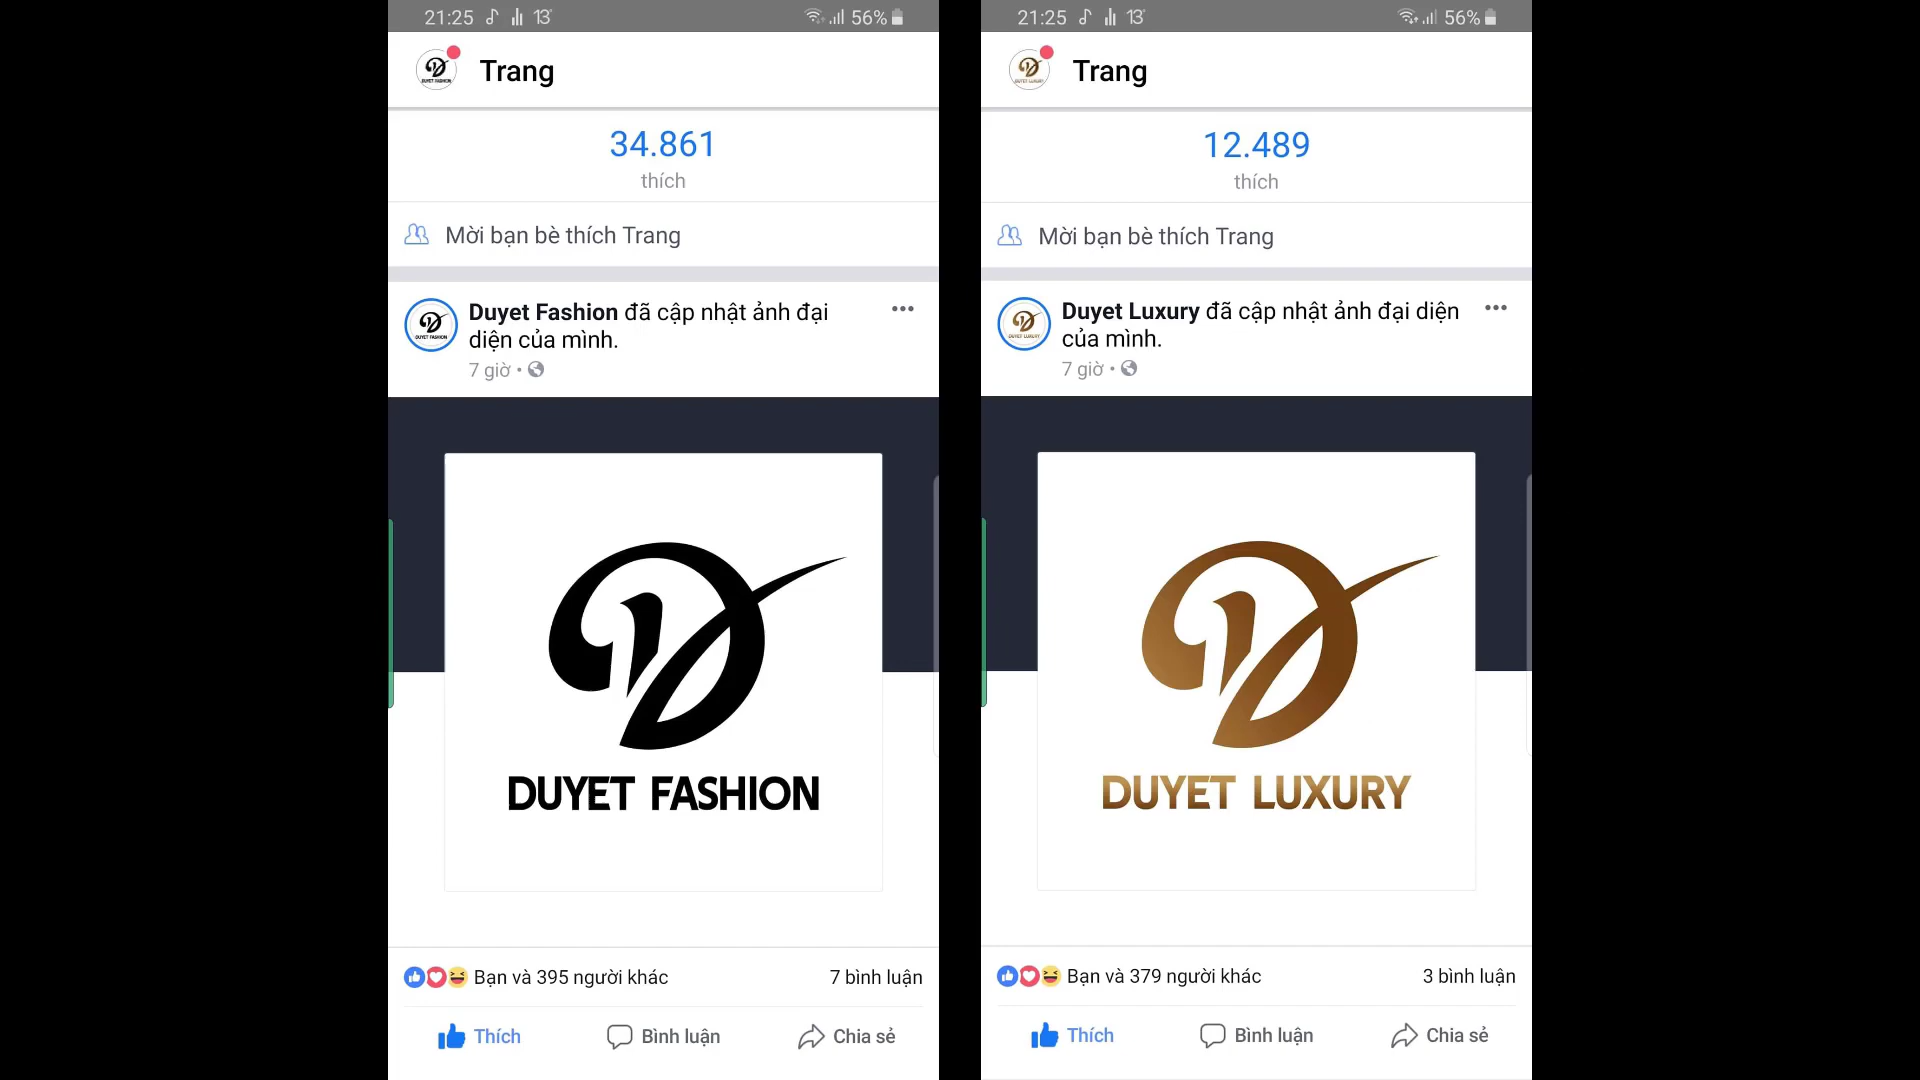 21:25 13° 56%
Trang
34.861
thích
Mời bạn bè thích Trang
Duyet Fashion đã cập nhật ảnh đại
diện của mình.
7 giờ
DUYET FASHION
Bạn và 395 người khác 7 bình luận
Thích Bình luận Chia sẻ
21:25 13° 56%
Trang
12.489
thích
Mời bạn bè thích Trang
Duyet Luxury đã cập nhật ảnh đại diện
của mình.
7 giờ
DUYET LUXURY
Bạn và 379 người khác 3 bình luận
Thích Bình luận Chia sẻ